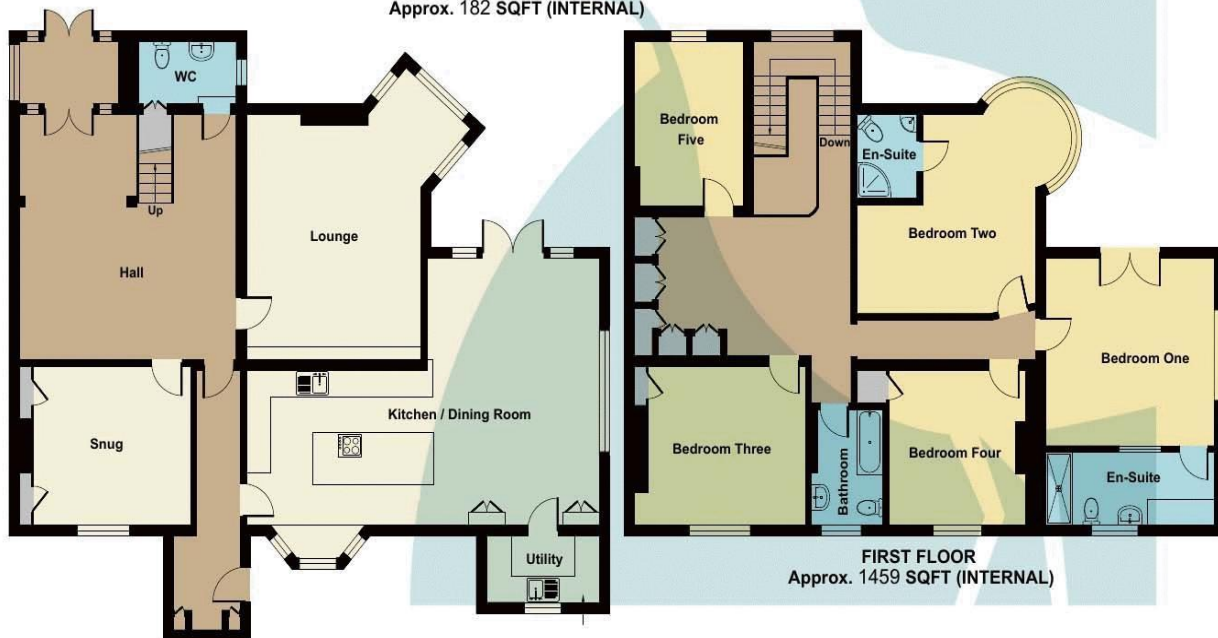 Approx. 182 SQFT (INTERNAL)
WC
Up
Hall
Lounge
Snug
Kitchen / Dining Room
Utility
Bedroom Five
Down
En-Suite
Bedroom Two
Bedroom One
Bedroom Three
Bathroom
Bedroom Four
En-Suite
FIRST FLOOR
Approx. 1459 SQFT (INTERNAL)